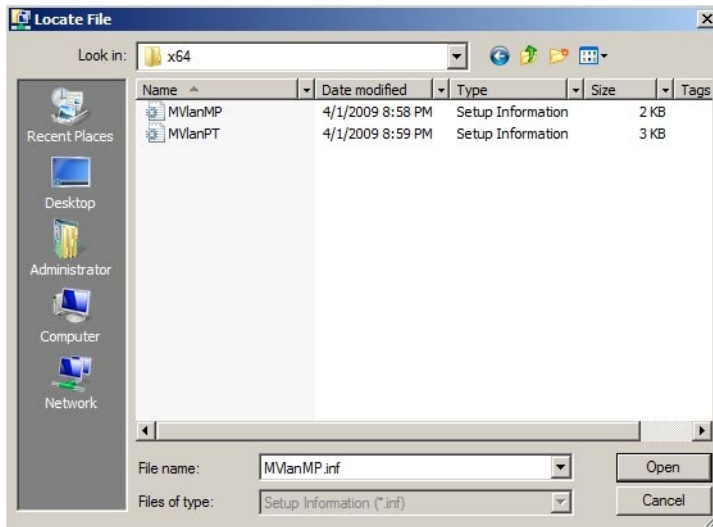 Locate File
Look in: x64
Name Date modified Type Size Tags
MVlanMP 4/1/2009 8:58 PM Setup Information 2 KB
MVlanPT 4/1/2009 8:59 PM Setup Information 3 KB
Recent Places
Desktop
Administrator
Computer
Network
File name: MVlanMP.inf Open
Files of type: Setup Information (*.inf) Cancel